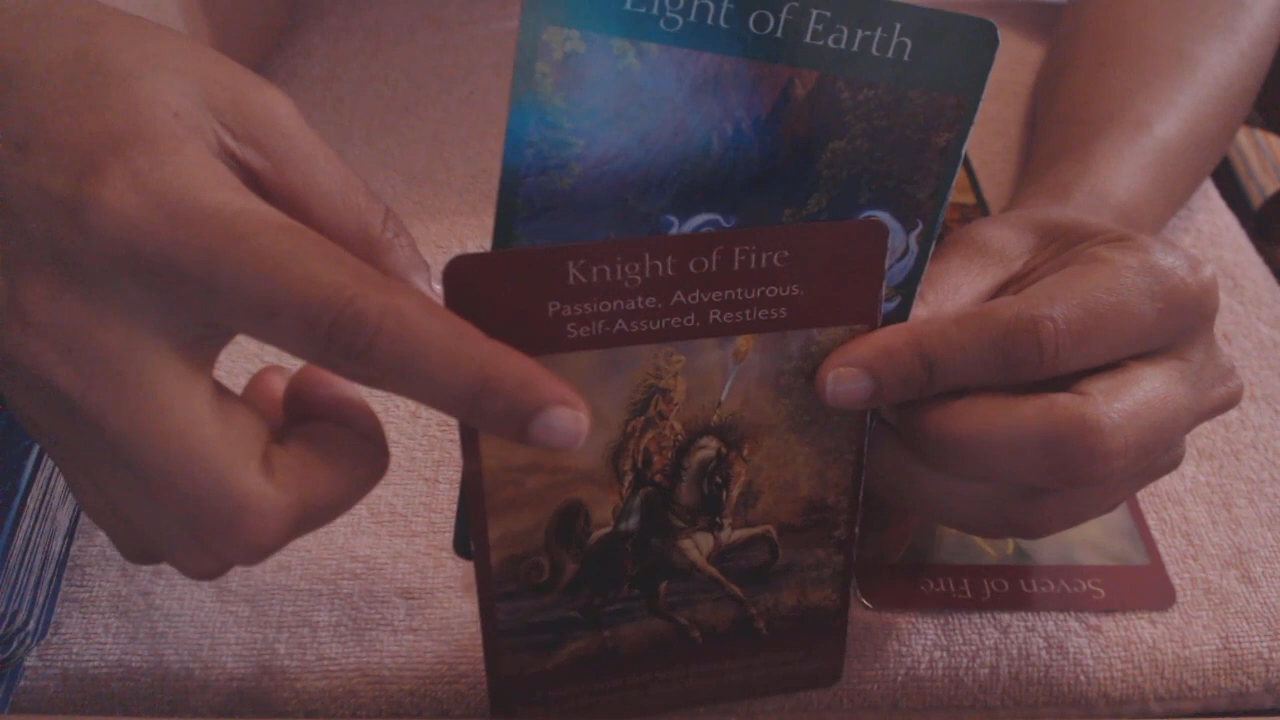 Eight of Earth
Knight of Fire
Passionate, Adventurous,
Self-Assured, Restless
Seven of Fire